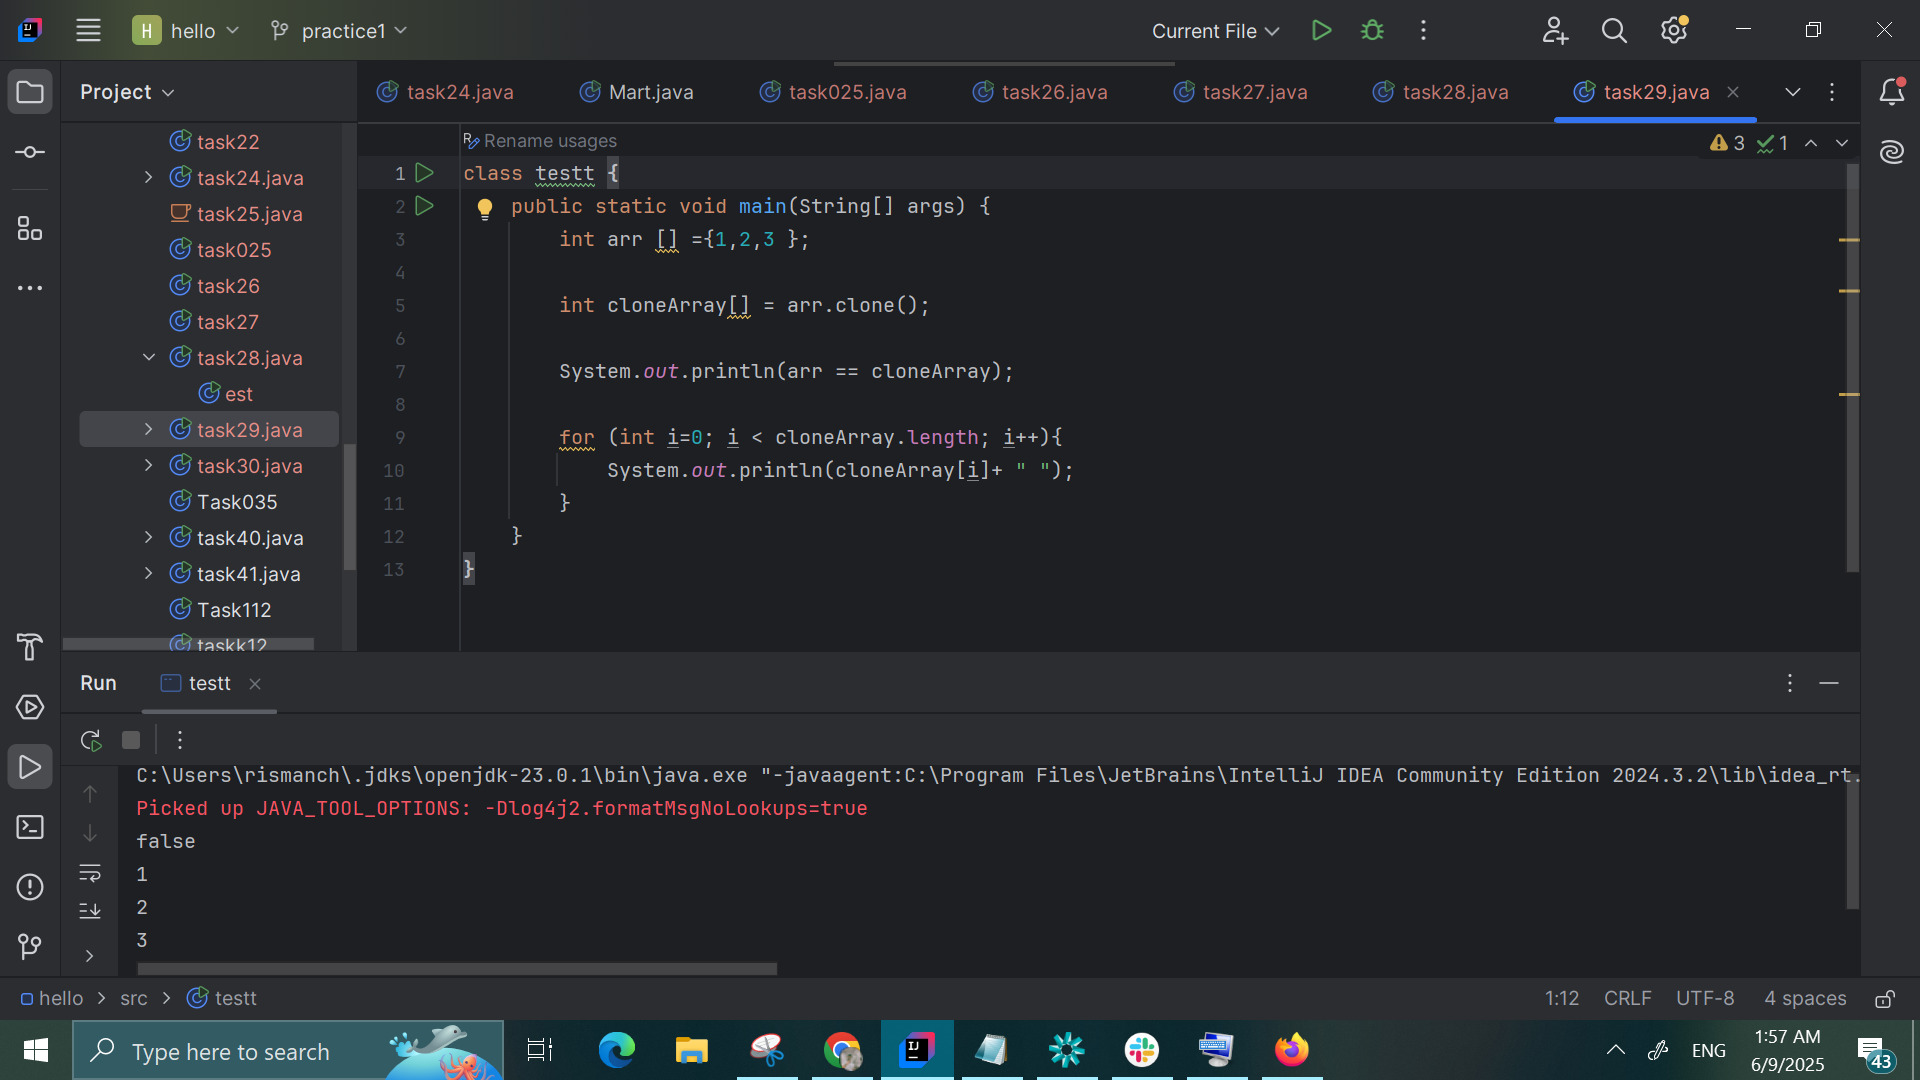 H hello practice1 Current File
Project
task24.java Mart.java task025.java task26.java task27.java task28.java task29.java
task22
task24.java
task25.java
task025
task26
task27
task28.java
est
task29.java
task30.java
Task035
task40.java
task41.java
Task112
taskk12
Rename usages
3 1
1 class testt {
2 public static void main(String[] args) {
3 int arr [] ={1,2,3 };
4
5 int cloneArray[] = arr.clone();
6
7 System.out.println(arr == cloneArray);
8
9 for (int i=0; i < cloneArray.length; i++){
10 System.out.println(cloneArray[i]+ " ");
11 }
12 }
13 }
Run testt
C:\Users\rismanch\.jdks\openjdk-23.0.1\bin\java.exe "-javaagent:C:\Program Files\JetBrains\IntelliJ IDEA Community Edition 2024.3.2\lib\idea_rt.
Picked up JAVA_TOOL_OPTIONS: -Dlog4j2.formatMsgNoLookups=true
false
1
2
3
hello > src > testt 1:12 CRLF UTF-8 4 spaces
Type here to search
ENG
1:57 AM
6/9/2025
43